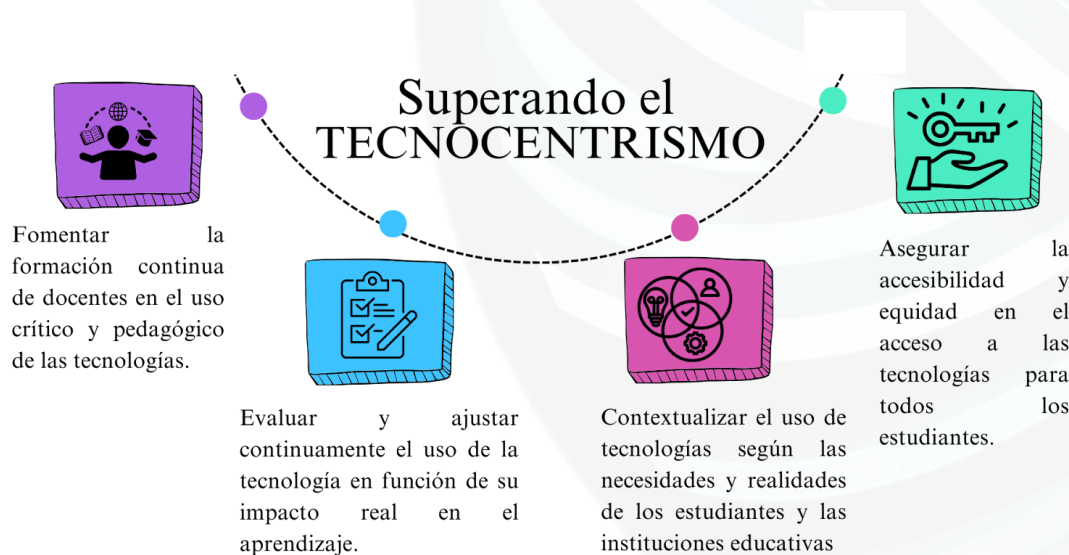 Superando el
TECNOCENTRISMO
Fomentar la
formación continua
de docentes en el uso
crítico y pedagógico
de las tecnologías.
Evaluar y ajustar
continuamente el uso de la
tecnología en función de su
impacto real en el
aprendizaje.
Contextualizar el uso de
tecnologías según las
necesidades y realidades
de los estudiantes y las
instituciones educativas
Asegurar la
accesibilidad y
equidad en el
acceso a las
tecnologías para
todos los
estudiantes.